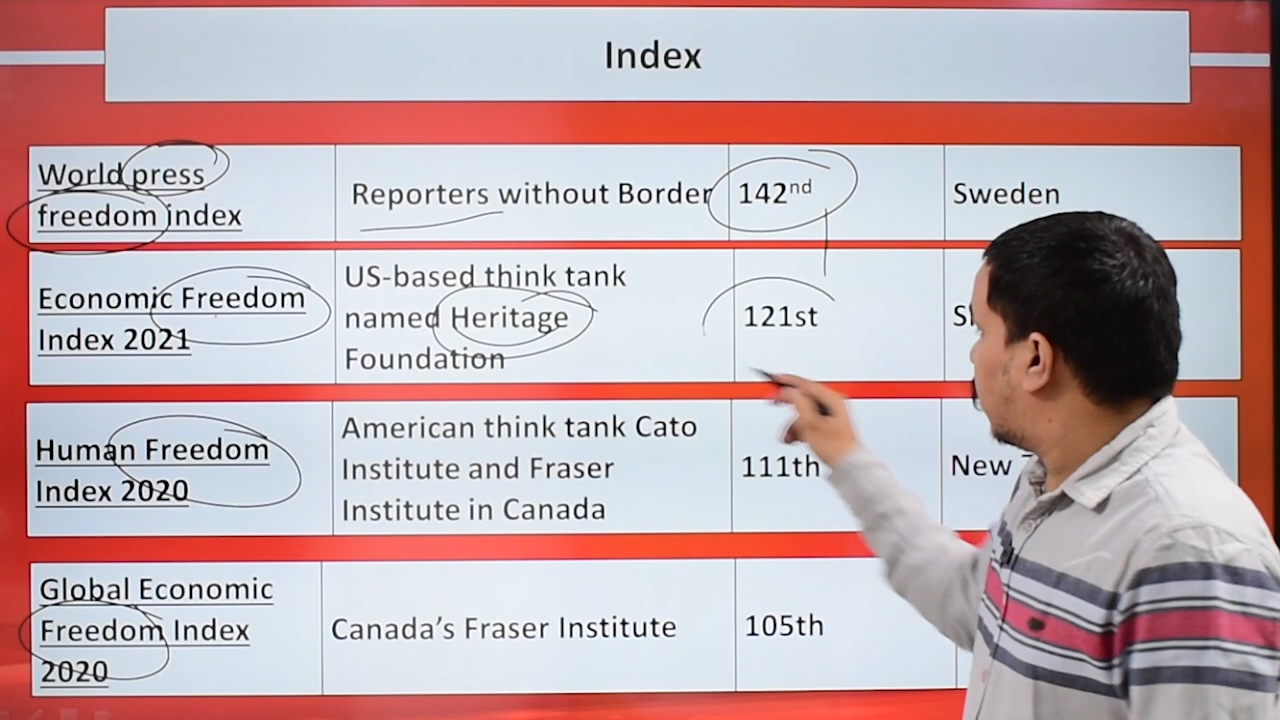 Index
World press
freedom index
Reporters without Border
142nd
Sweden
Economic Freedom
Index 2021
US-based think tank
named Heritage
Foundation
121st
Human Freedom
Index 2020
American think tank Cato
Institute and Fraser
Institute in Canada
111th
New
Global Economic
Freedom Index
2020
Canada’s Fraser Institute
105th